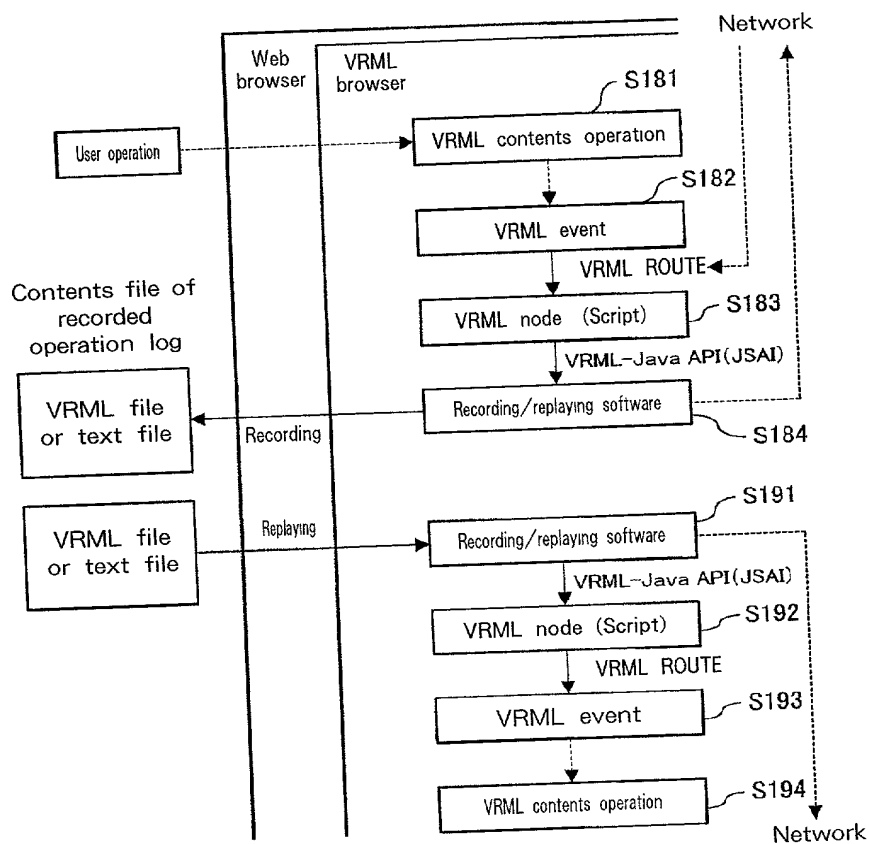 Network
Web
browser
VRML
browser
S181
User operation
VRML contents operation
S182
VRML event
VRML ROUTE
Contents file of
recorded
operation log
S183
VRML node (Script)
VRML-Java API(JSAI)
VRML file
or text file
Recording
Recording/replaying software
S184
S191
VRML file
or text file
Replaying
Recording/replaying software
VRML-Java API(JSAI)
S192
VRML node (Script)
VRML ROUTE
S193
VRML event
S194
VRML contents operation
Network